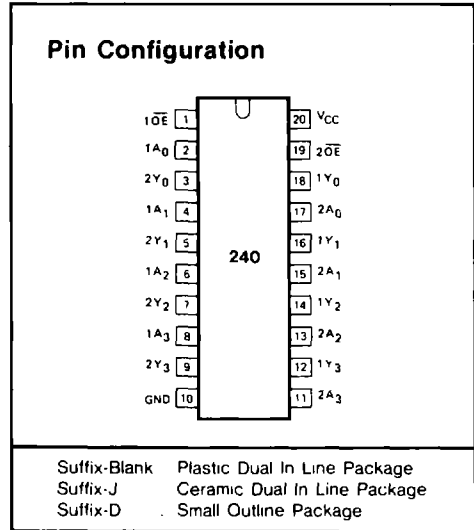 Pin Configuration
1O̅E̅ 1 20 VCC
1A0 2 19 2O̅E̅
2Y0 3 18 1Y0
1A1 4 17 2A0
2Y1 5 16 1Y1
1A2 6 15 2A1
240
2Y2 7 14 1Y2
1A3 8 13 2A2
2Y3 9 12 1Y3
GND 10 11 2A3
Suffix-Blank Plastic Dual In Line Package
Suffix-J Ceramic Dual In Line Package
Suffix-D Small Outline Package